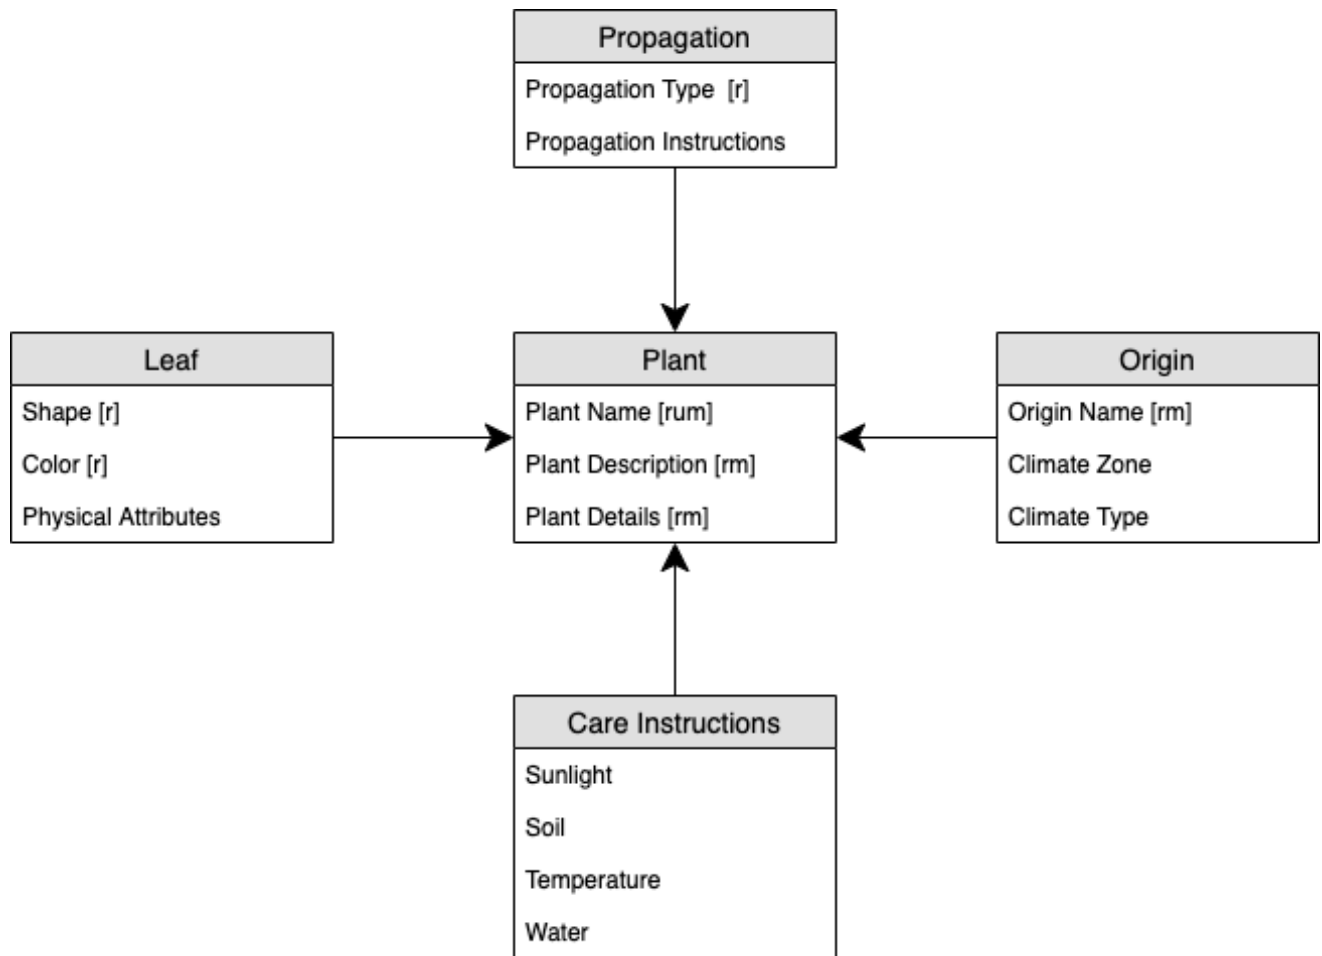 Propagation
Propagation Type [r]
Propagation Instructions
Leaf
Shape [r]
Color [r]
Physical Attributes
Plant
Plant Name [rum]
Plant Description [rm]
Plant Details [rm]
Origin
Origin Name [rm]
Climate Zone
Climate Type
Care Instructions
Sunlight
Soil
Temperature
Water